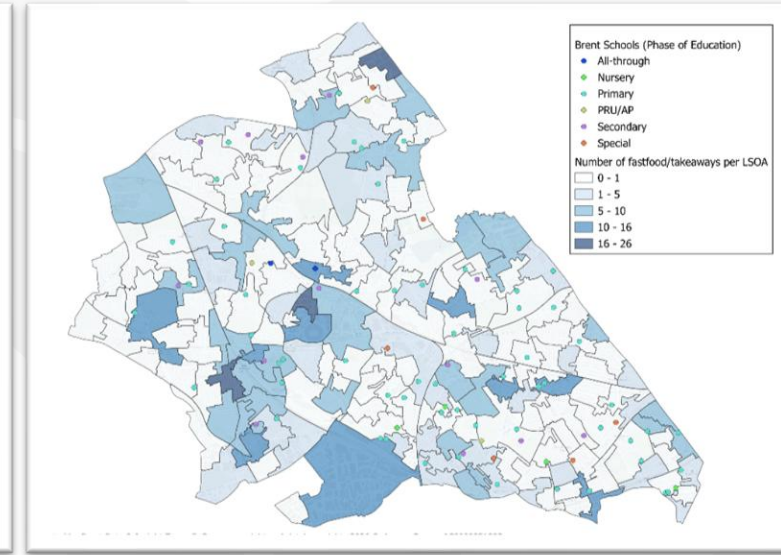 Brent Schools (Phase of Education)
All-through
Nursery
Primary
PRU/AP
Secondary
Special
Number of fastfood/takeaways per LSOA
0 - 1
1 - 5
5 - 10
10 - 16
16 - 26